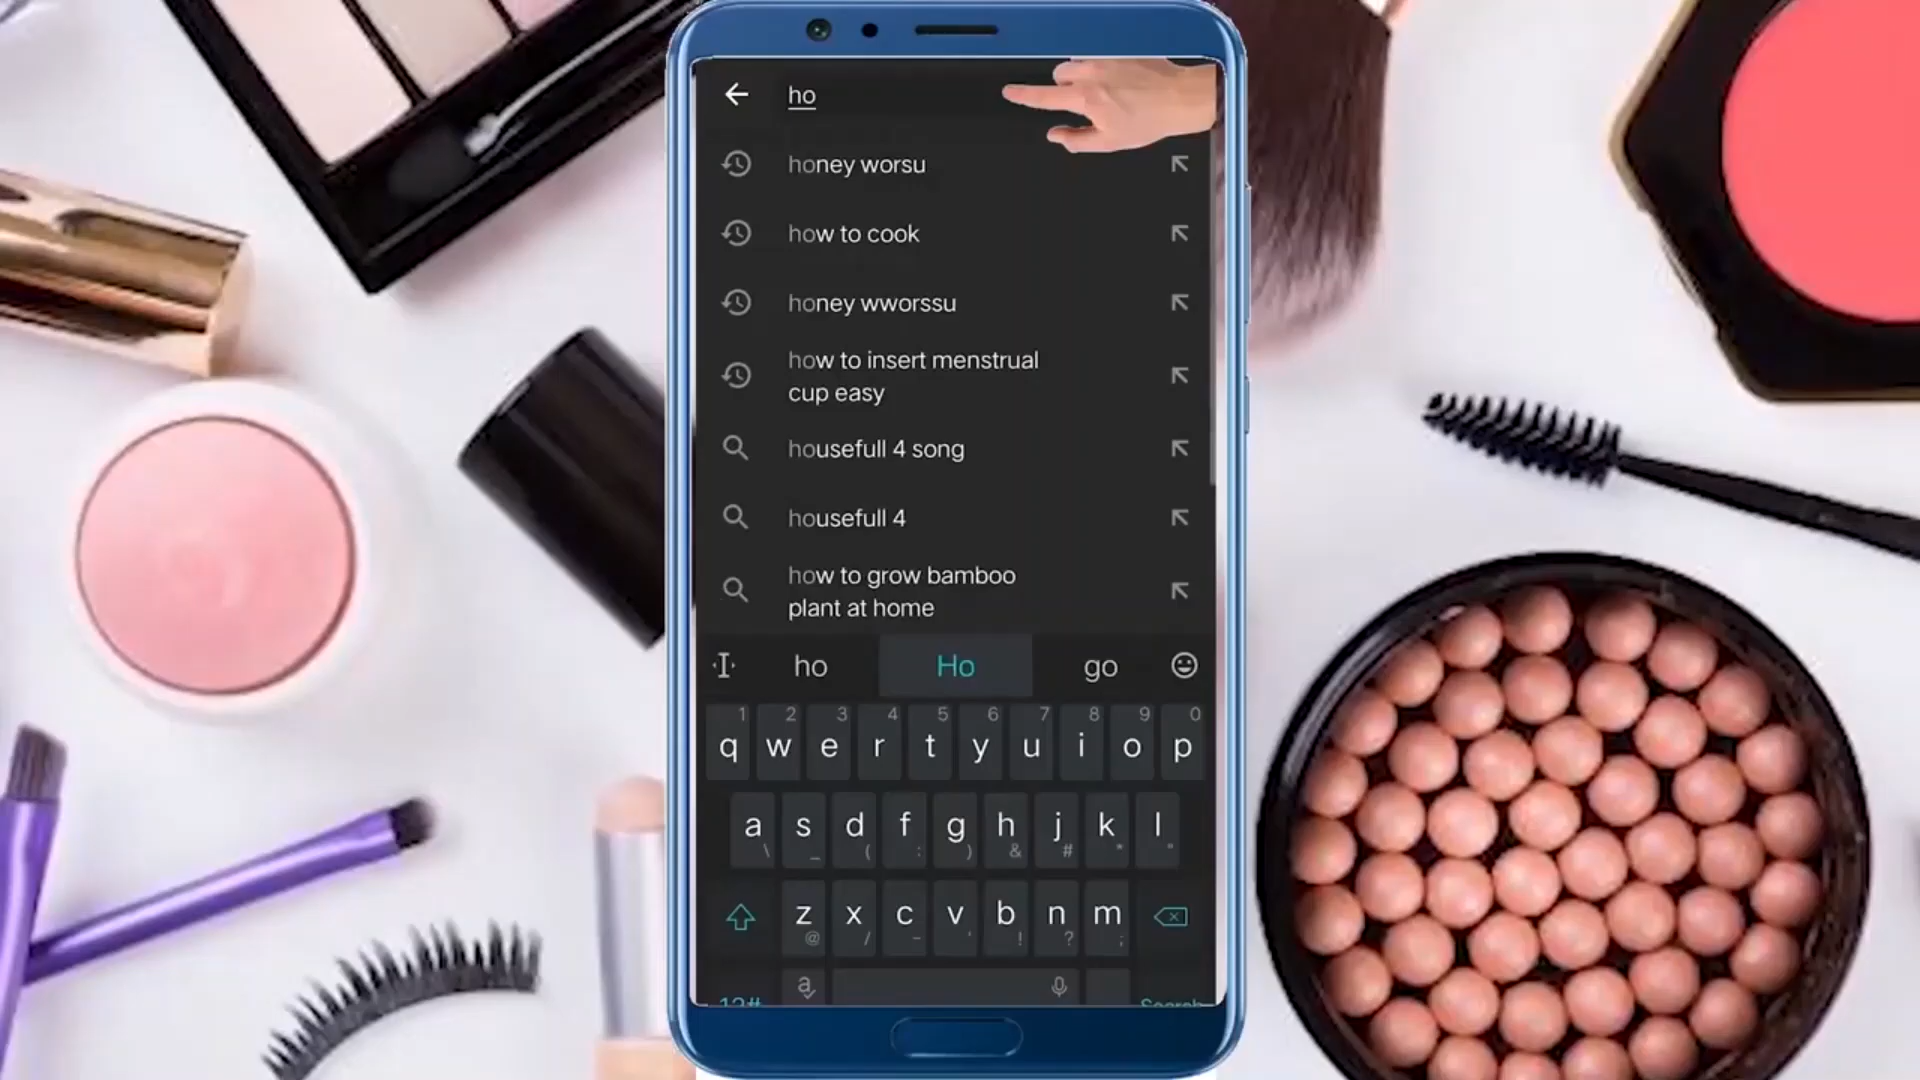 ho
honey worsu
how to cook
honey wworssu
how to insert menstrual
cup easy
housefull 4 song
housefull 4
how to grow bamboo
plant at home
ho Ho go
1 2 3 4 5 6 7 8 9 0
q w e r t y u i o p
a s d f g h j k l
\ _ ( : ) & # * "
z x c v b n m
@ / - ' ! ? ;
12# a Search